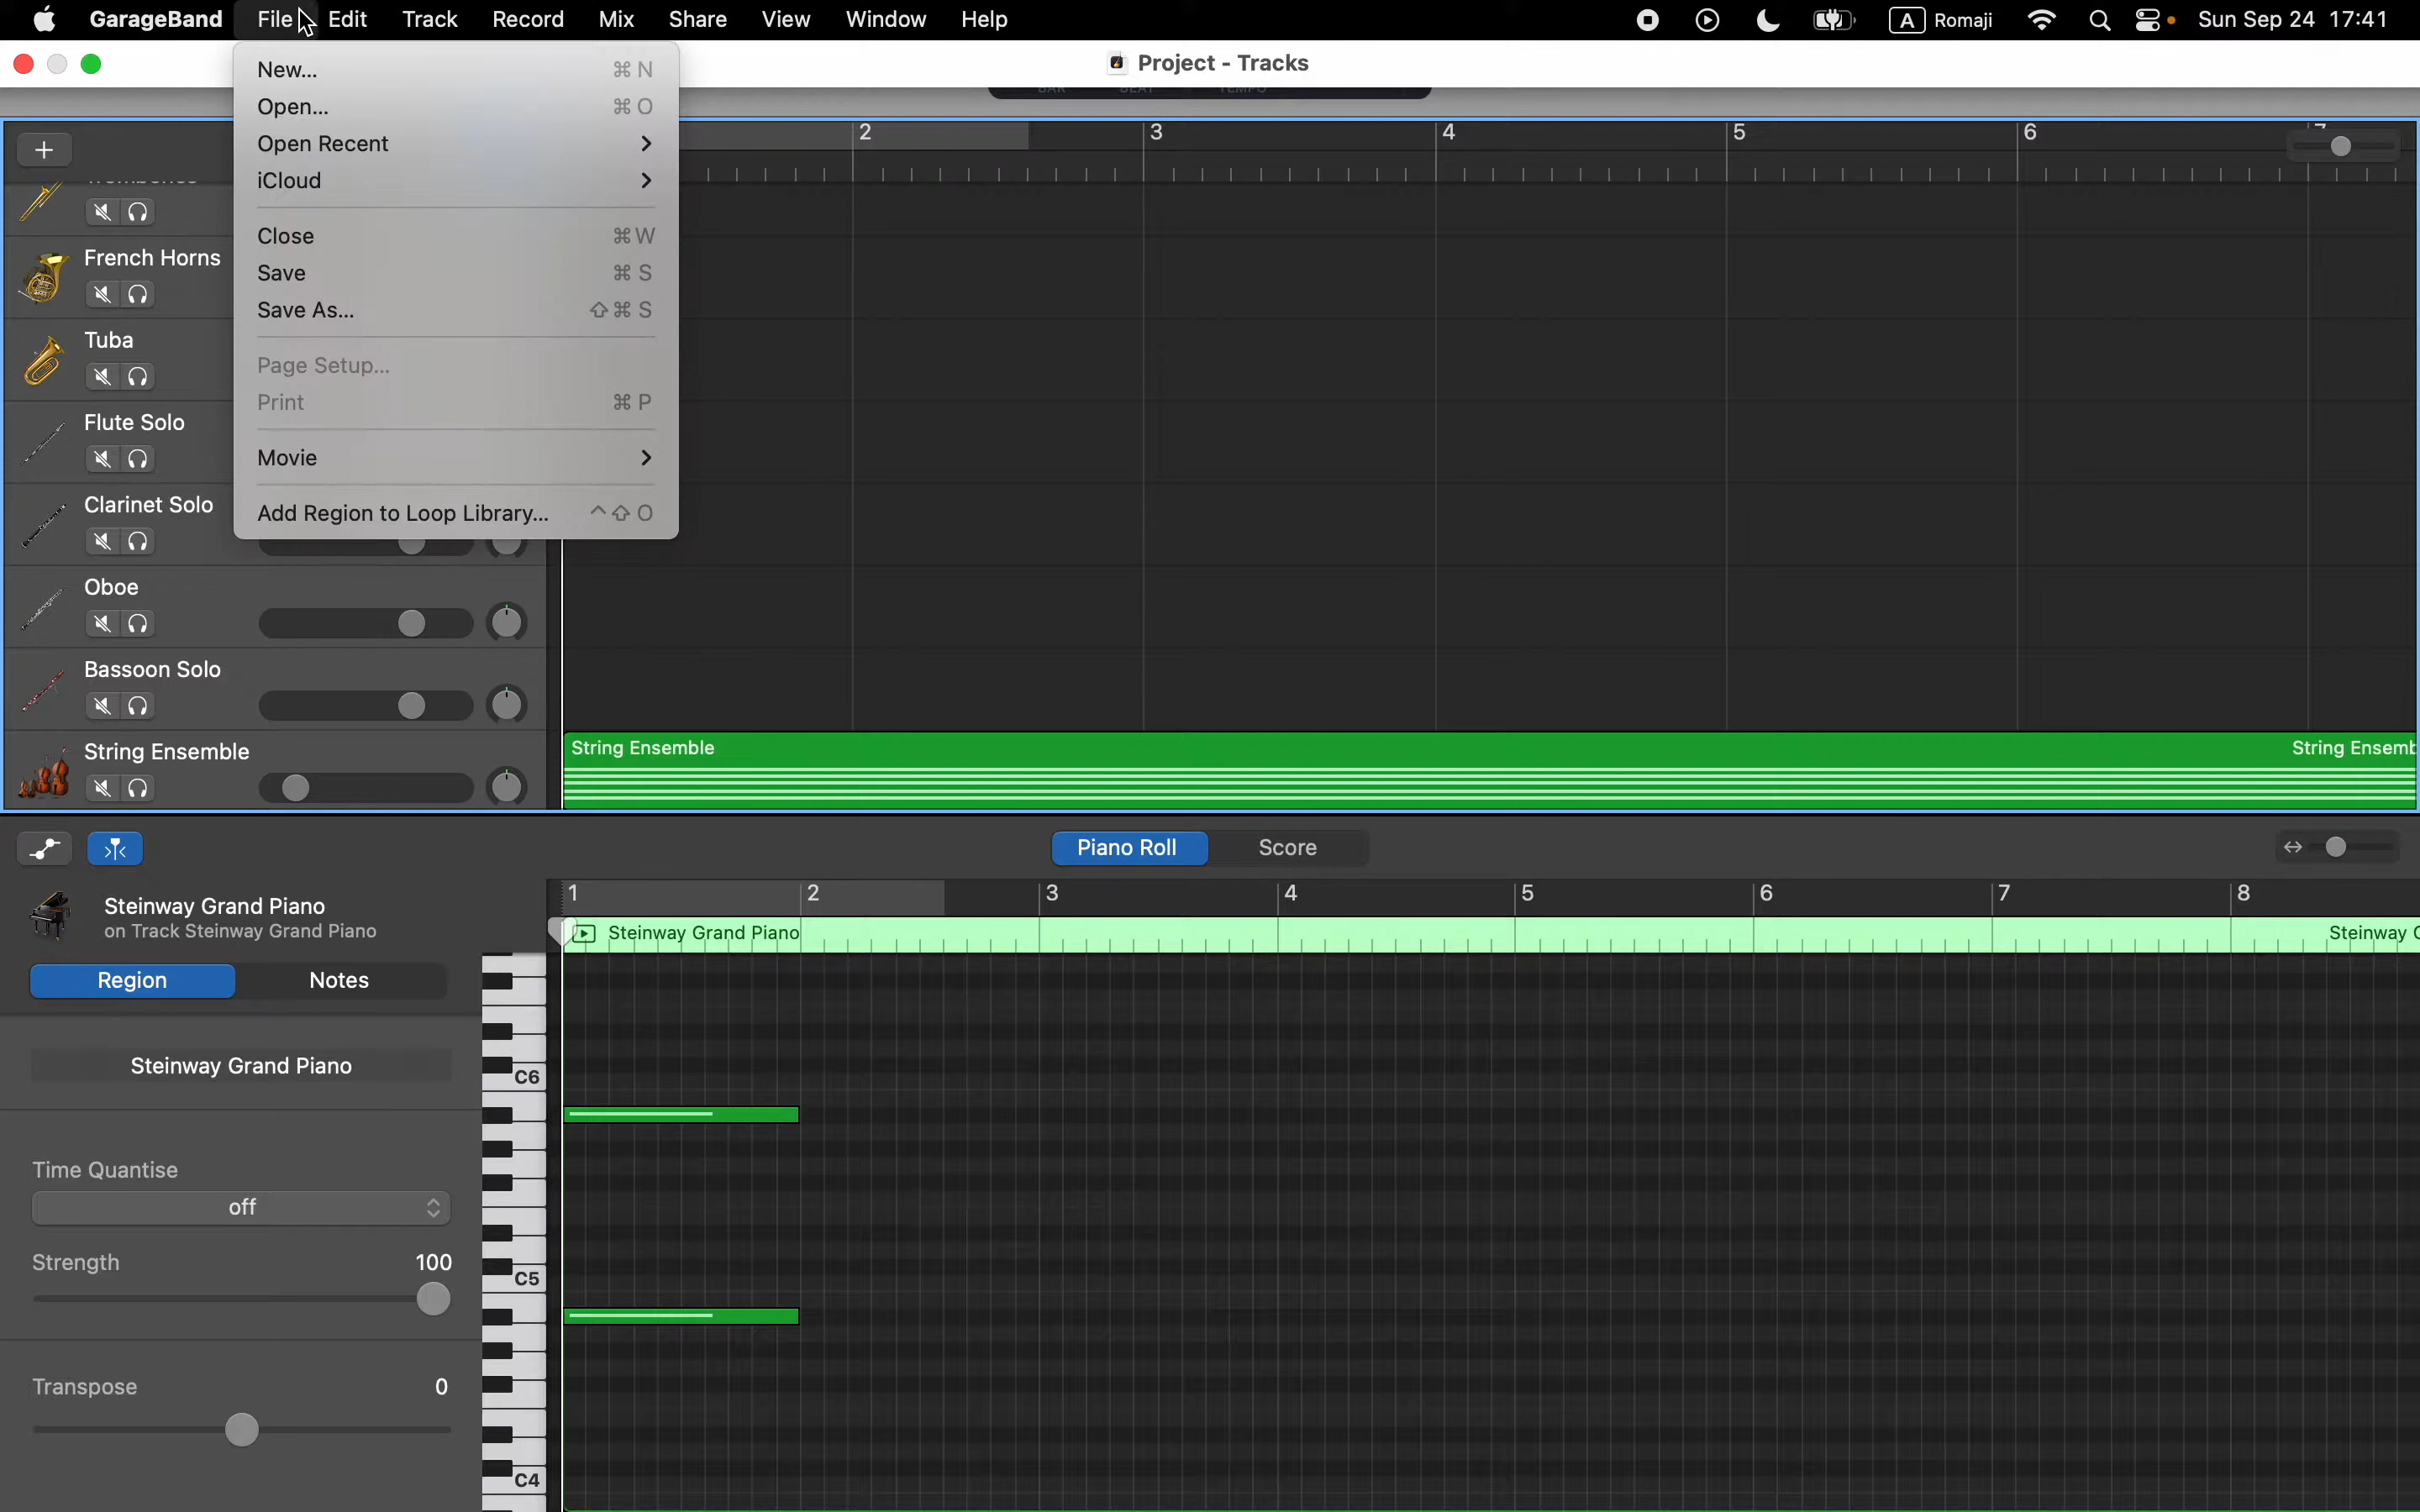 GarageBand File Edit Track Record Mix Share View Window Help A Romaji Sun Sep 24 17:41
Project - Tracks
New... ⌘ N
Open... ⌘ O
Open Recent
iCloud
Close ⌘ W
Save ⌘ S
Save As... ⇧ ⌘ S
Page Setup...
Print ⌘ P
Movie
Add Region to Loop Library... ^ ⇧ O
BAR BEAT TEMPO
2 3 4 5 6 7
Trombones
French Horns
Tuba
Flute Solo
Clarinet Solo
Oboe
Bassoon Solo
String Ensemble
String Ensemble String Ensemb
Piano Roll Score
Steinway Grand Piano
on Track Steinway Grand Piano
1 2 3 4 5 6 7 8
Steinway Grand Piano Steinway G
Region Notes
Steinway Grand Piano
Time Quantise
off
Strength 100
Transpose 0
C6
C5
C4